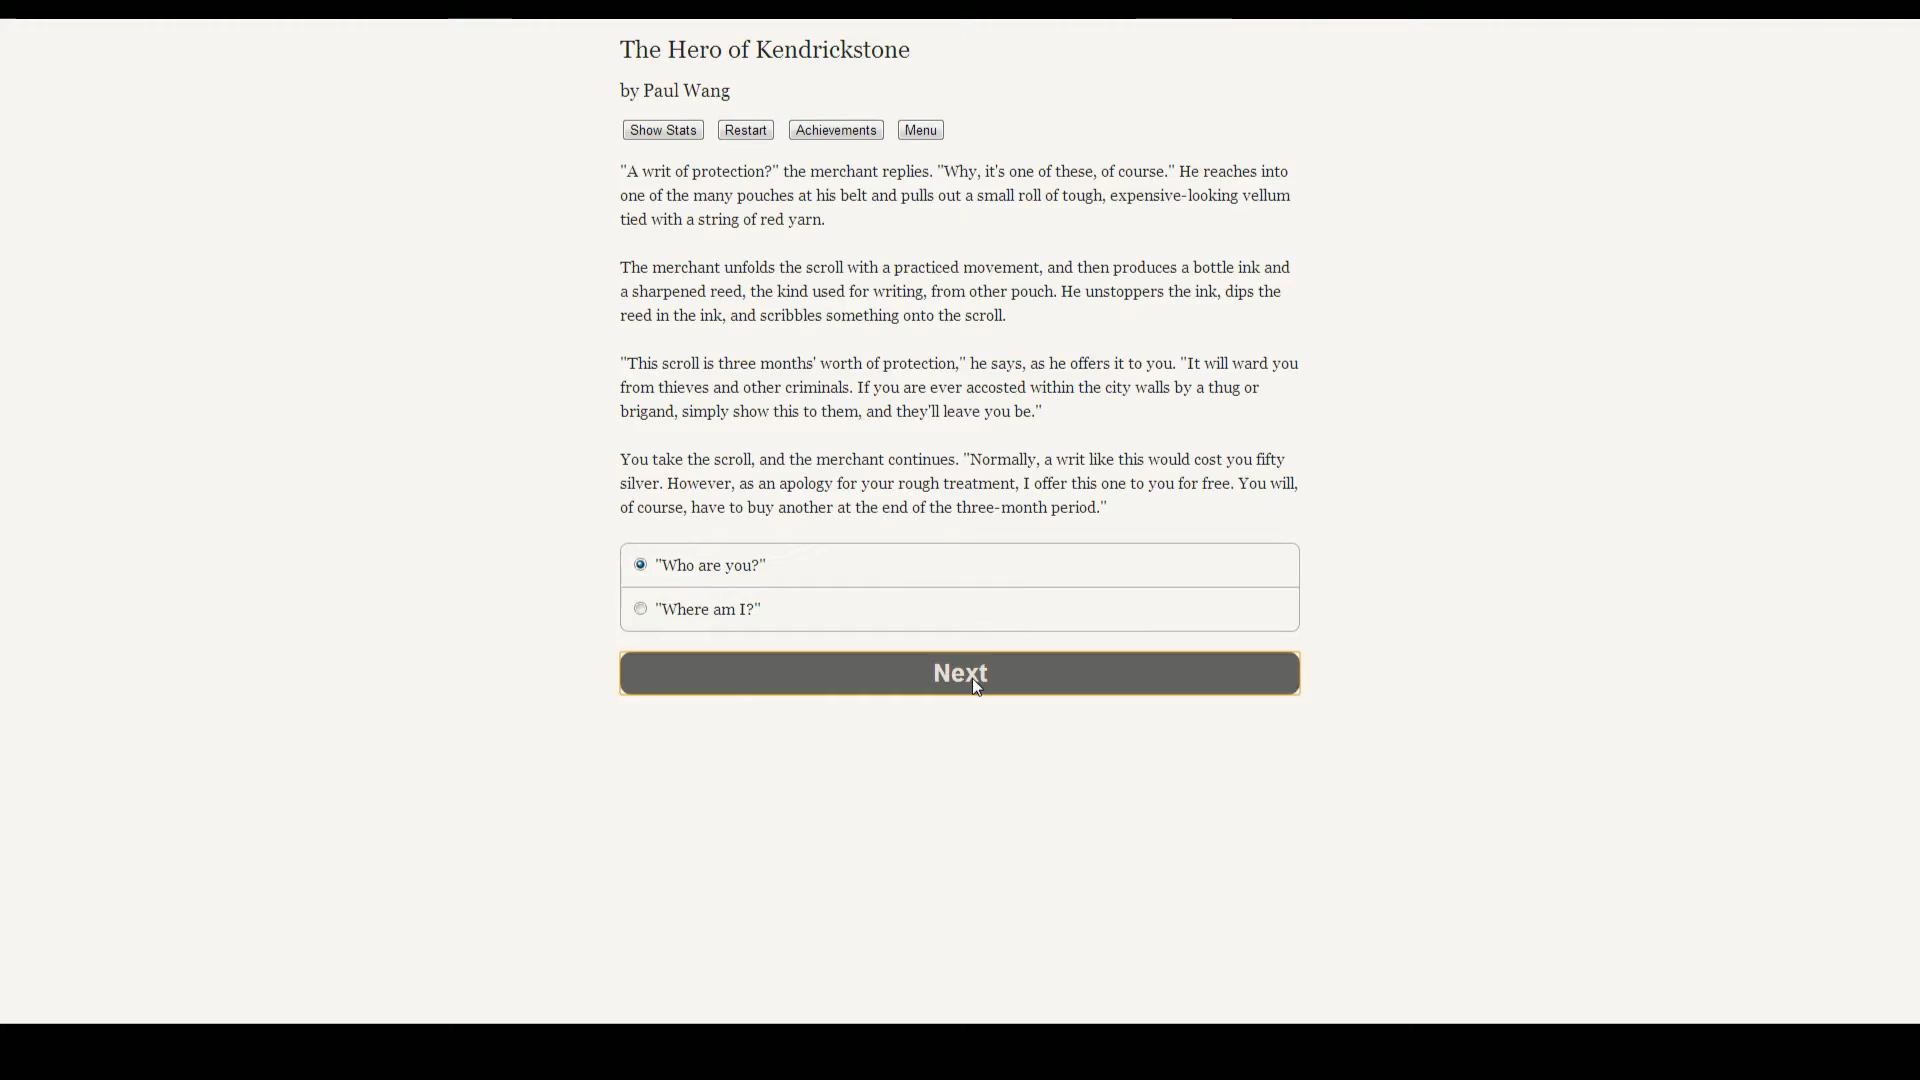 The Hero of Kendrickstone
by Paul Wang
Show Stats Restart Achievements Menu
"A writ of protection?" the merchant replies. "Why, it's one of these, of course." He reaches into
one of the many pouches at his belt and pulls out a small roll of tough, expensive-looking vellum
tied with a string of red yarn.
The merchant unfolds the scroll with a practiced movement, and then produces a bottle ink and
a sharpened reed, the kind used for writing, from other pouch. He unstoppers the ink, dips the
reed in the ink, and scribbles something onto the scroll.
"This scroll is three months' worth of protection," he says, as he offers it to you. "It will ward you
from thieves and other criminals. If you are ever accosted within the city walls by a thug or
brigand, simply show this to them, and they'll leave you be."
You take the scroll, and the merchant continues. "Normally, a writ like this would cost you fifty
silver. However, as an apology for your rough treatment, I offer this one to you for free. You will,
of course, have to buy another at the end of the three-month period."
"Who are you?"
"Where am I?"
Next